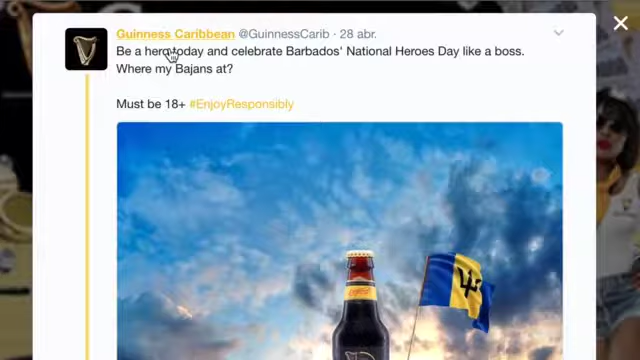 Guinness Caribbean @GuinnessCarib · 28 abr.
Be a hero today and celebrate Barbados' National Heroes Day like a boss.
Where my Bajans at?
Must be 18+ #EnjoyResponsibly